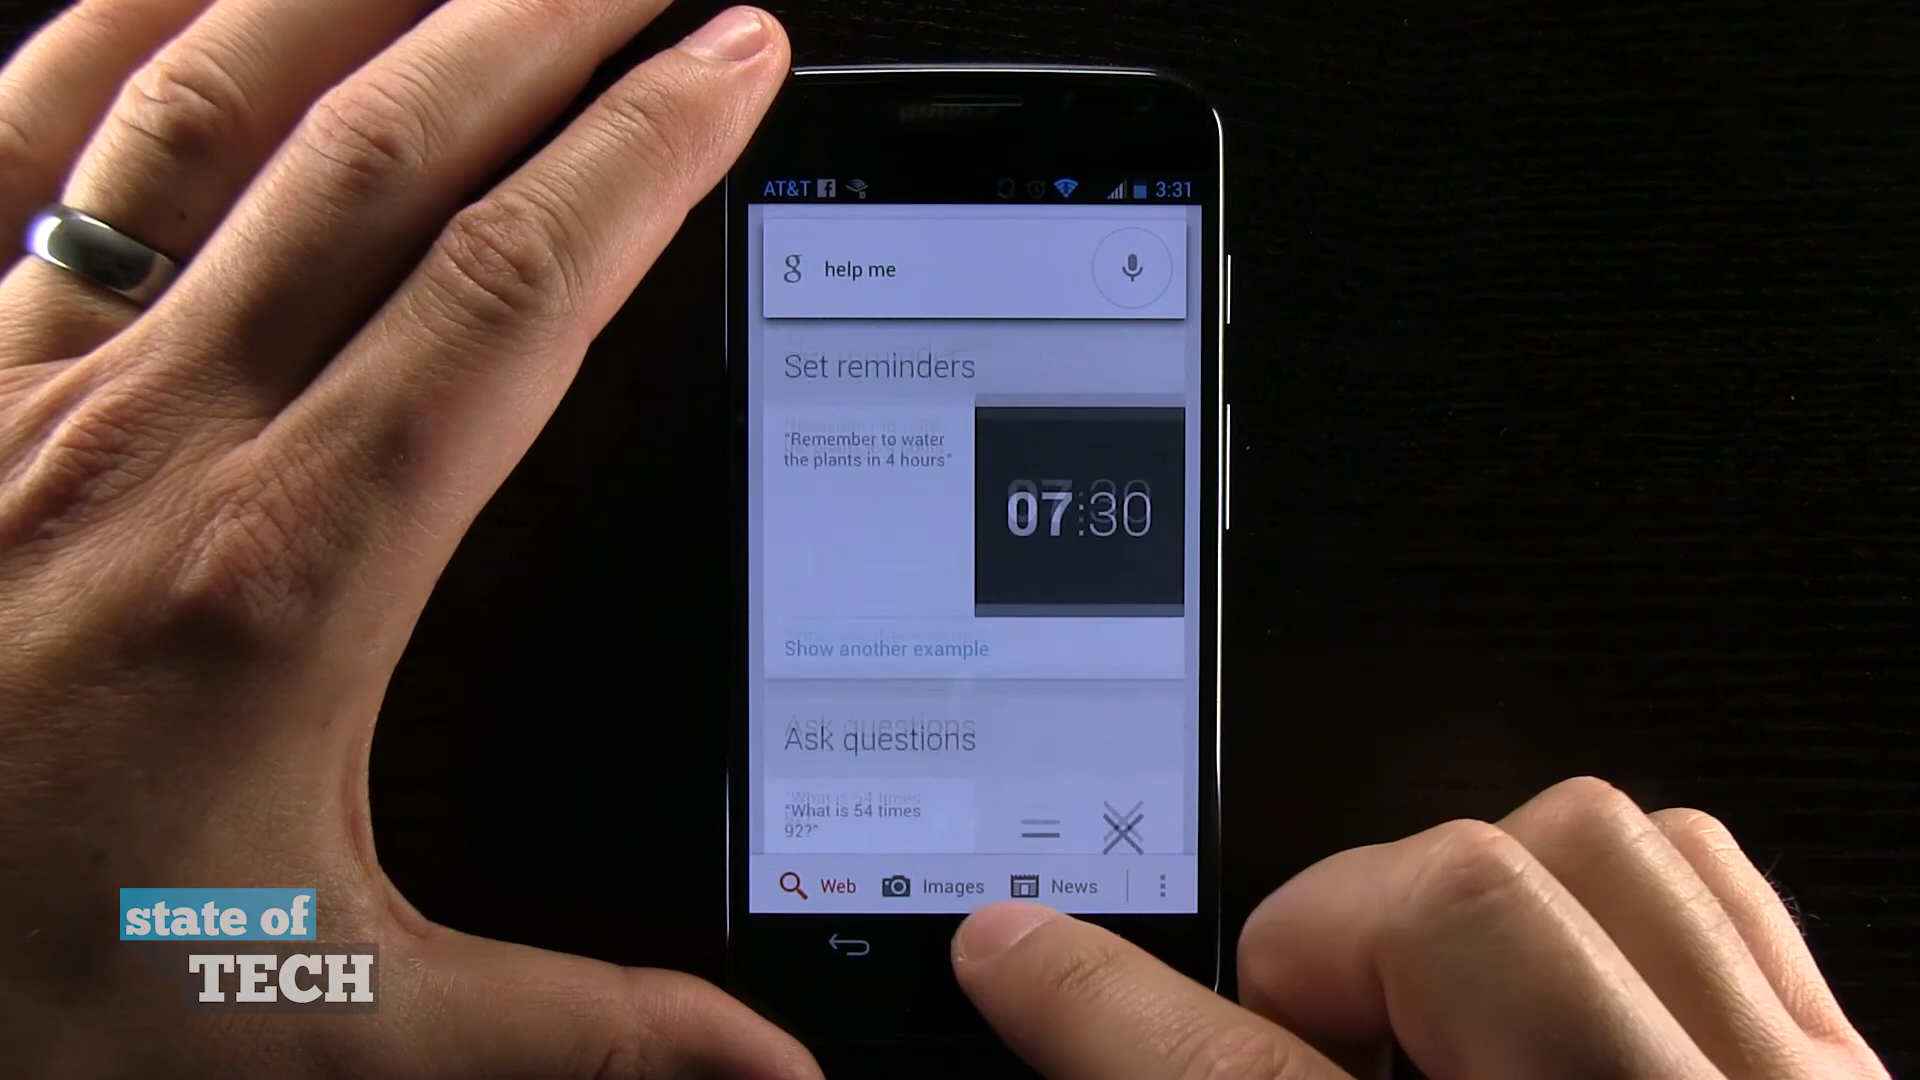 AT&T 3:31
g help me
Set reminders
"Remember to water
the plants in 4 hours"
07:30
Show another example
Ask questions
"What is 54 times
92?"
Web Images News
state of
TECH